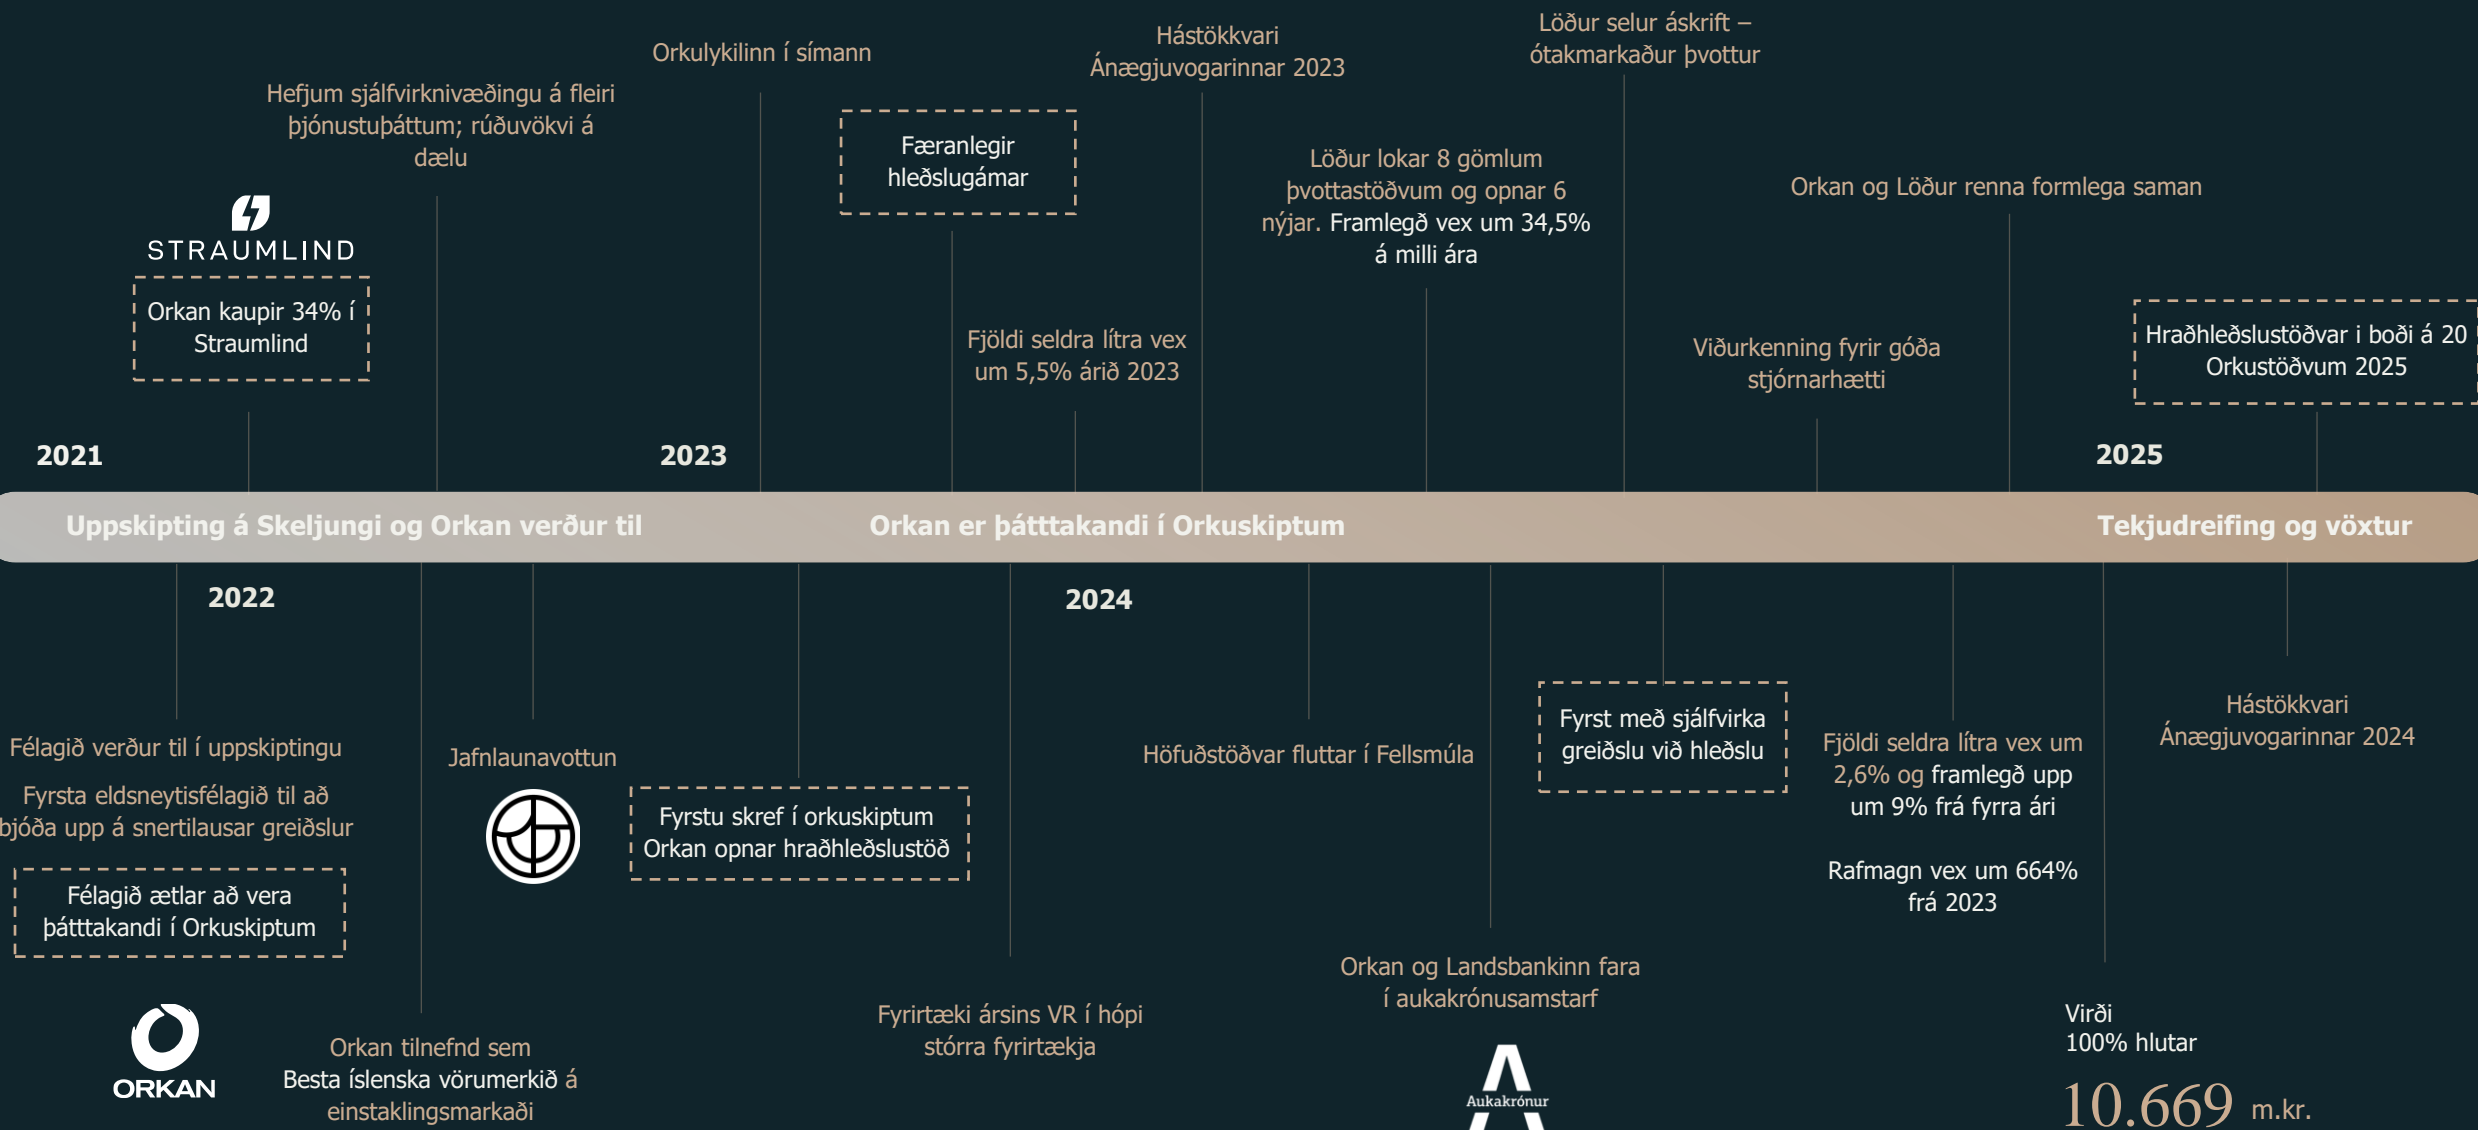 Löður selur áskrift –
ótakmarkaður þvottur
Hástökkvari
Ánægjuvogarinnar 2023
Orkulykilinn í símann
Hefjum sjálfvirknivæðingu á fleiri
þjónustuþáttum; rúðuvökvi á
dælu
Færanlegir
hleðslugámar
Löður lokar 8 gömlum
þvottastöðvum og opnar 6
nýjar. Framlegð vex um 34,5%
á milli ára
Orkan og Löður renna formlega saman
STRAUMLIND
Orkan kaupir 34% í
Straumlind
Fjöldi seldra lítra vex
um 5,5% árið 2023
Viðurkenning fyrir góða
stjórnarhætti
Hraðhleðslustöðvar i boði á 20
Orkustöðvum 2025
2021
2023
2025
Uppskipting á Skeljungi og Orkan verður til
Orkan er þátttakandi í Orkuskiptum
Tekjudreifing og vöxtur
2022
2024
Félagið verður til í uppskiptingu
Fyrsta eldsneytisfélagið til að
bjóða upp á snertilausar greiðslur
Félagið ætlar að vera
þátttakandi í Orkuskiptum
ORKAN
Jafnlaunavottun
Orkan tilnefnd sem
Besta íslenska vörumerkið á
einstaklingsmarkaði
Fyrstu skref í orkuskiptum
Orkan opnar hraðhleðslustöð
Fyrirtæki ársins VR í hópi
stórra fyrirtækja
Höfuðstöðvar fluttar í Fellsmúla
Orkan og Landsbankinn fara
í aukakrónusamstarf
Aukakrónur
Fyrst með sjálfvirka
greiðslu við hleðslu
Fjöldi seldra lítra vex um
2,6% og framlegð upp
um 9% frá fyrra ári
Rafmagn vex um 664%
frá 2023
Hástökkvari
Ánægjuvogarinnar 2024
Virði
100% hlutar
10.669 m.kr.